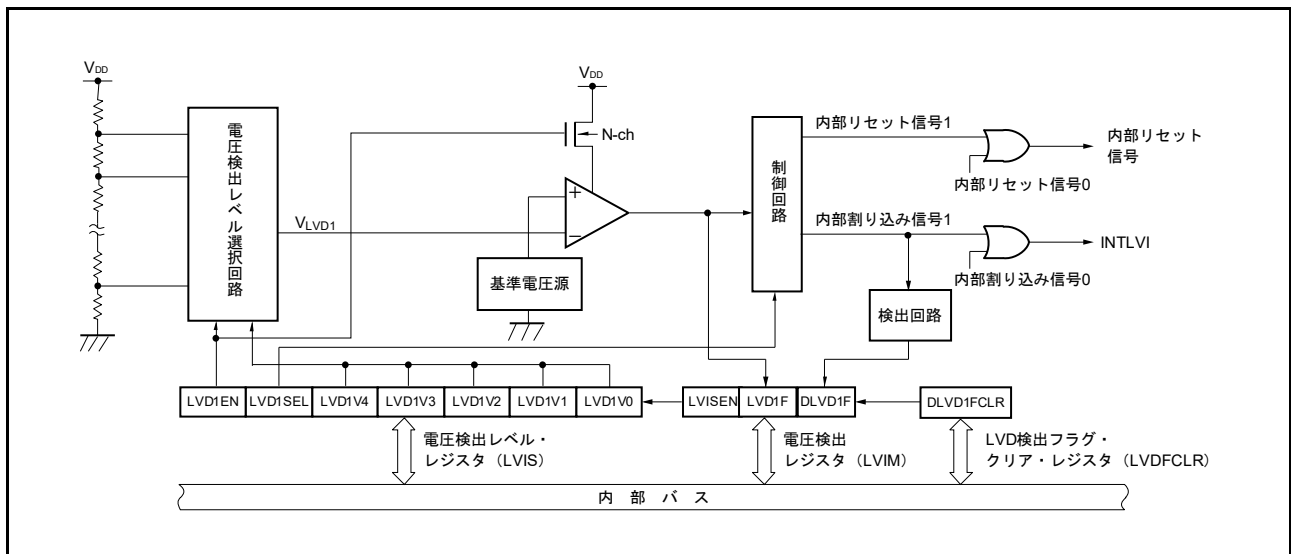 VDD
VDD
N-ch
電圧検出レベル選択回路
VLVD1
+
−
基準電圧源
制御回路
内部リセット信号1
内部リセット信号0
内部リセット
信号
内部割り込み信号1
内部割り込み信号0
INTLVI
検出回路
LVD1EN LVD1SEL LVD1V4 LVD1V3 LVD1V2 LVD1V1 LVD1V0
LVISEN LVD1F DLVD1F
DLVD1FCLR
電圧検出レベル・
レジスタ（LVIS）
電圧検出
レジスタ（LVIM）
LVD検出フラグ・
クリア・レジスタ（LVDFCLR）
内 部 バ ス